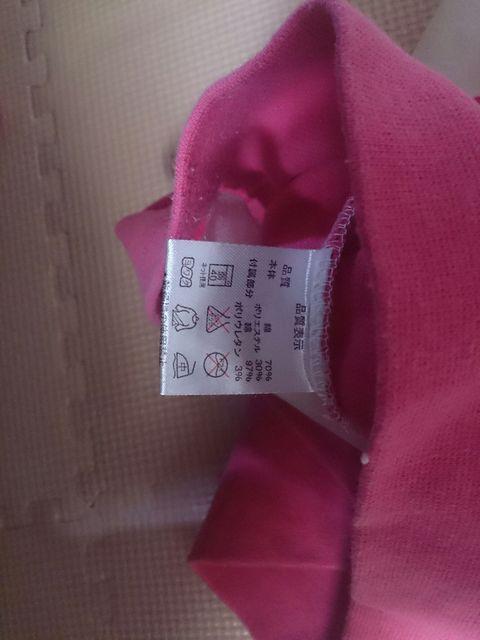 品質表示
品質
本体 綿 70%
ポリエステル 30%
付属部分 綿 97%
ポリウレタン 3%
40
ネット使用